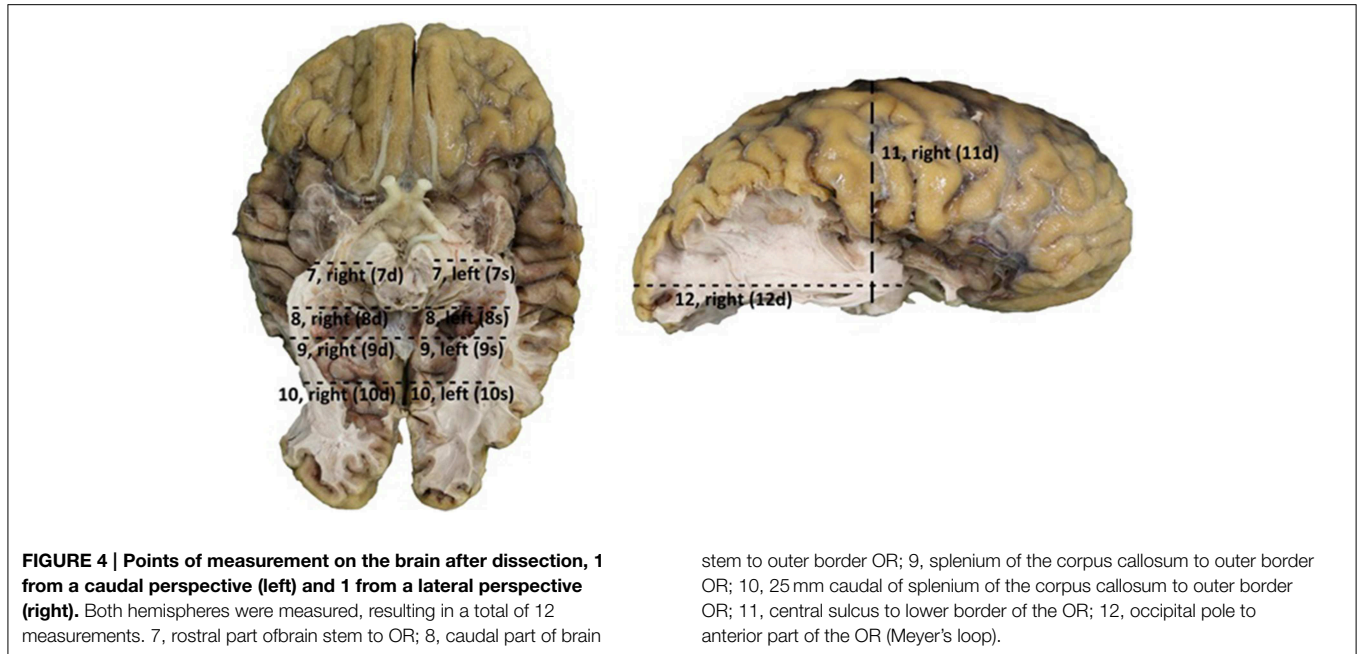 7, right (7d)
7, left (7s)
8, right (8d)
8, left (8s)
9, right (9d)
9, left (9s)
10, right (10d)
10, left (10s)
11, right (11d)
12, right (12d)
FIGURE 4 | Points of measurement on the brain after dissection, 1
from a caudal perspective (left) and 1 from a lateral perspective
(right). Both hemispheres were measured, resulting in a total of 12
measurements. 7, rostral part ofbrain stem to OR; 8, caudal part of brain
stem to outer border OR; 9, splenium of the corpus callosum to outer border
OR; 10, 25 mm caudal of splenium of the corpus callosum to outer border
OR; 11, central sulcus to lower border of the OR; 12, occipital pole to
anterior part of the OR (Meyer's loop).